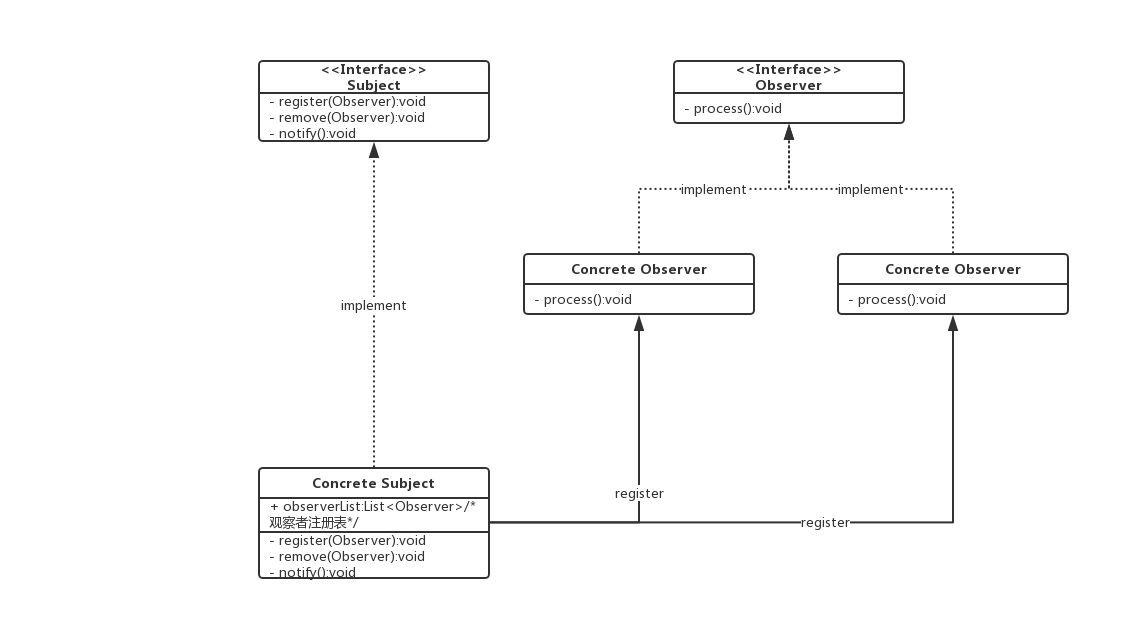 <<Interface>>
Subject
- register(Observer):void
- remove(Observer):void
- notify():void
<<Interface>>
Observer
- process():void
implement
implement
Concrete Observer
- process():void
Concrete Observer
- process():void
implement
Concrete Subject
+ observerList:List<Observer>/*
观察者注册表*/
- register(Observer):void
- remove(Observer):void
- notify():void
register
register